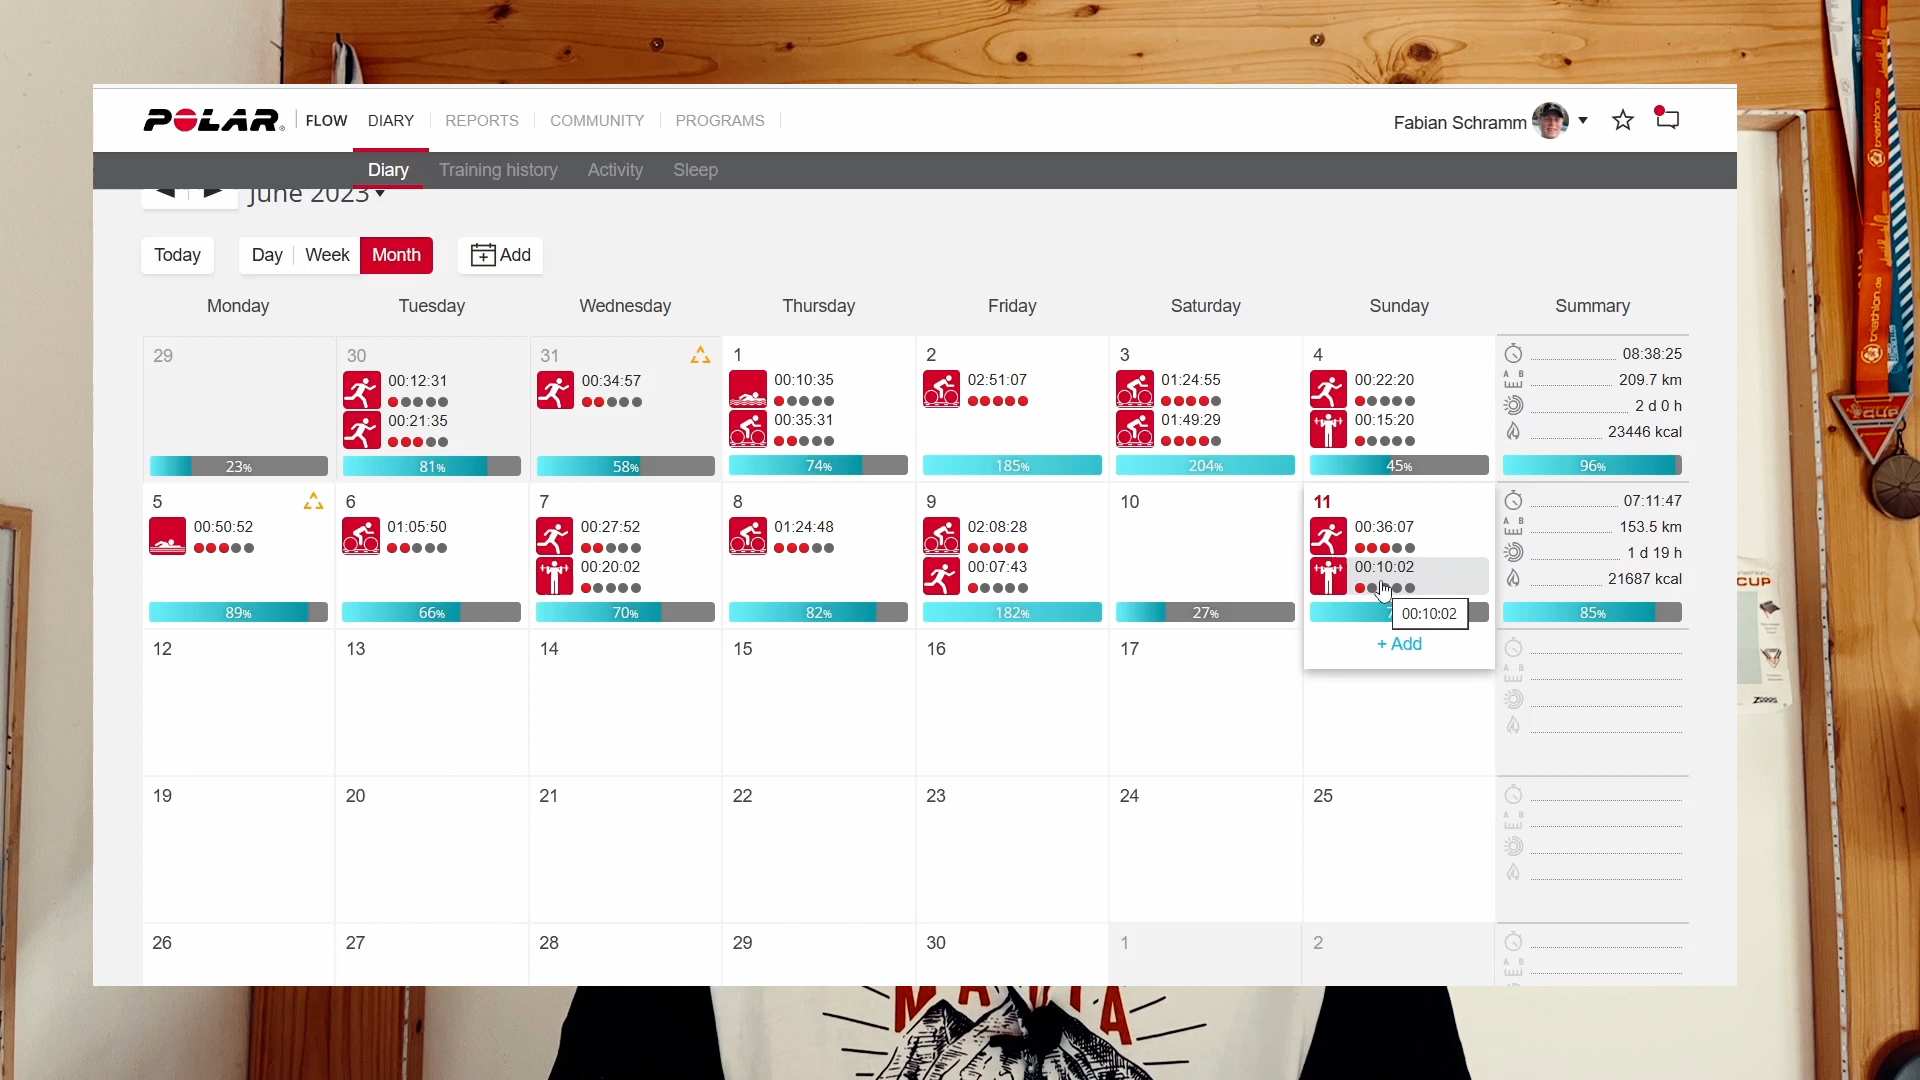 POLAR FLOW DIARY REPORTS COMMUNITY PROGRAMS Fabian Schramm
Diary Training history Activity Sleep
June 2023
Today Day Week Month Add
Monday Tuesday Wednesday Thursday Friday Saturday Sunday Summary
29
23%
30
00:12:31
00:21:35
81%
31
00:34:57
58%
1
00:10:35
00:35:31
74%
2
02:51:07
185%
3
01:24:55
01:49:29
204%
4
00:22:20
00:15:20
45%
08:38:25
A B 209.7 km
2 d 0 h
23446 kcal
96%
5
00:50:52
89%
6
01:05:50
66%
7
00:27:52
00:20:02
70%
8
01:24:48
82%
9
02:08:28
00:07:43
182%
10
27%
11
00:36:07
00:10:02
00:10:02
+ Add
07:11:47
A B 153.5 km
1 d 19 h
21687 kcal
85%
12 13 14 15 16 17
A B
19 20 21 22 23 24 25
A B
26 27 28 29 30 1 2
A B
triathlon.de
triathlon.de
CUP
ZOGGS